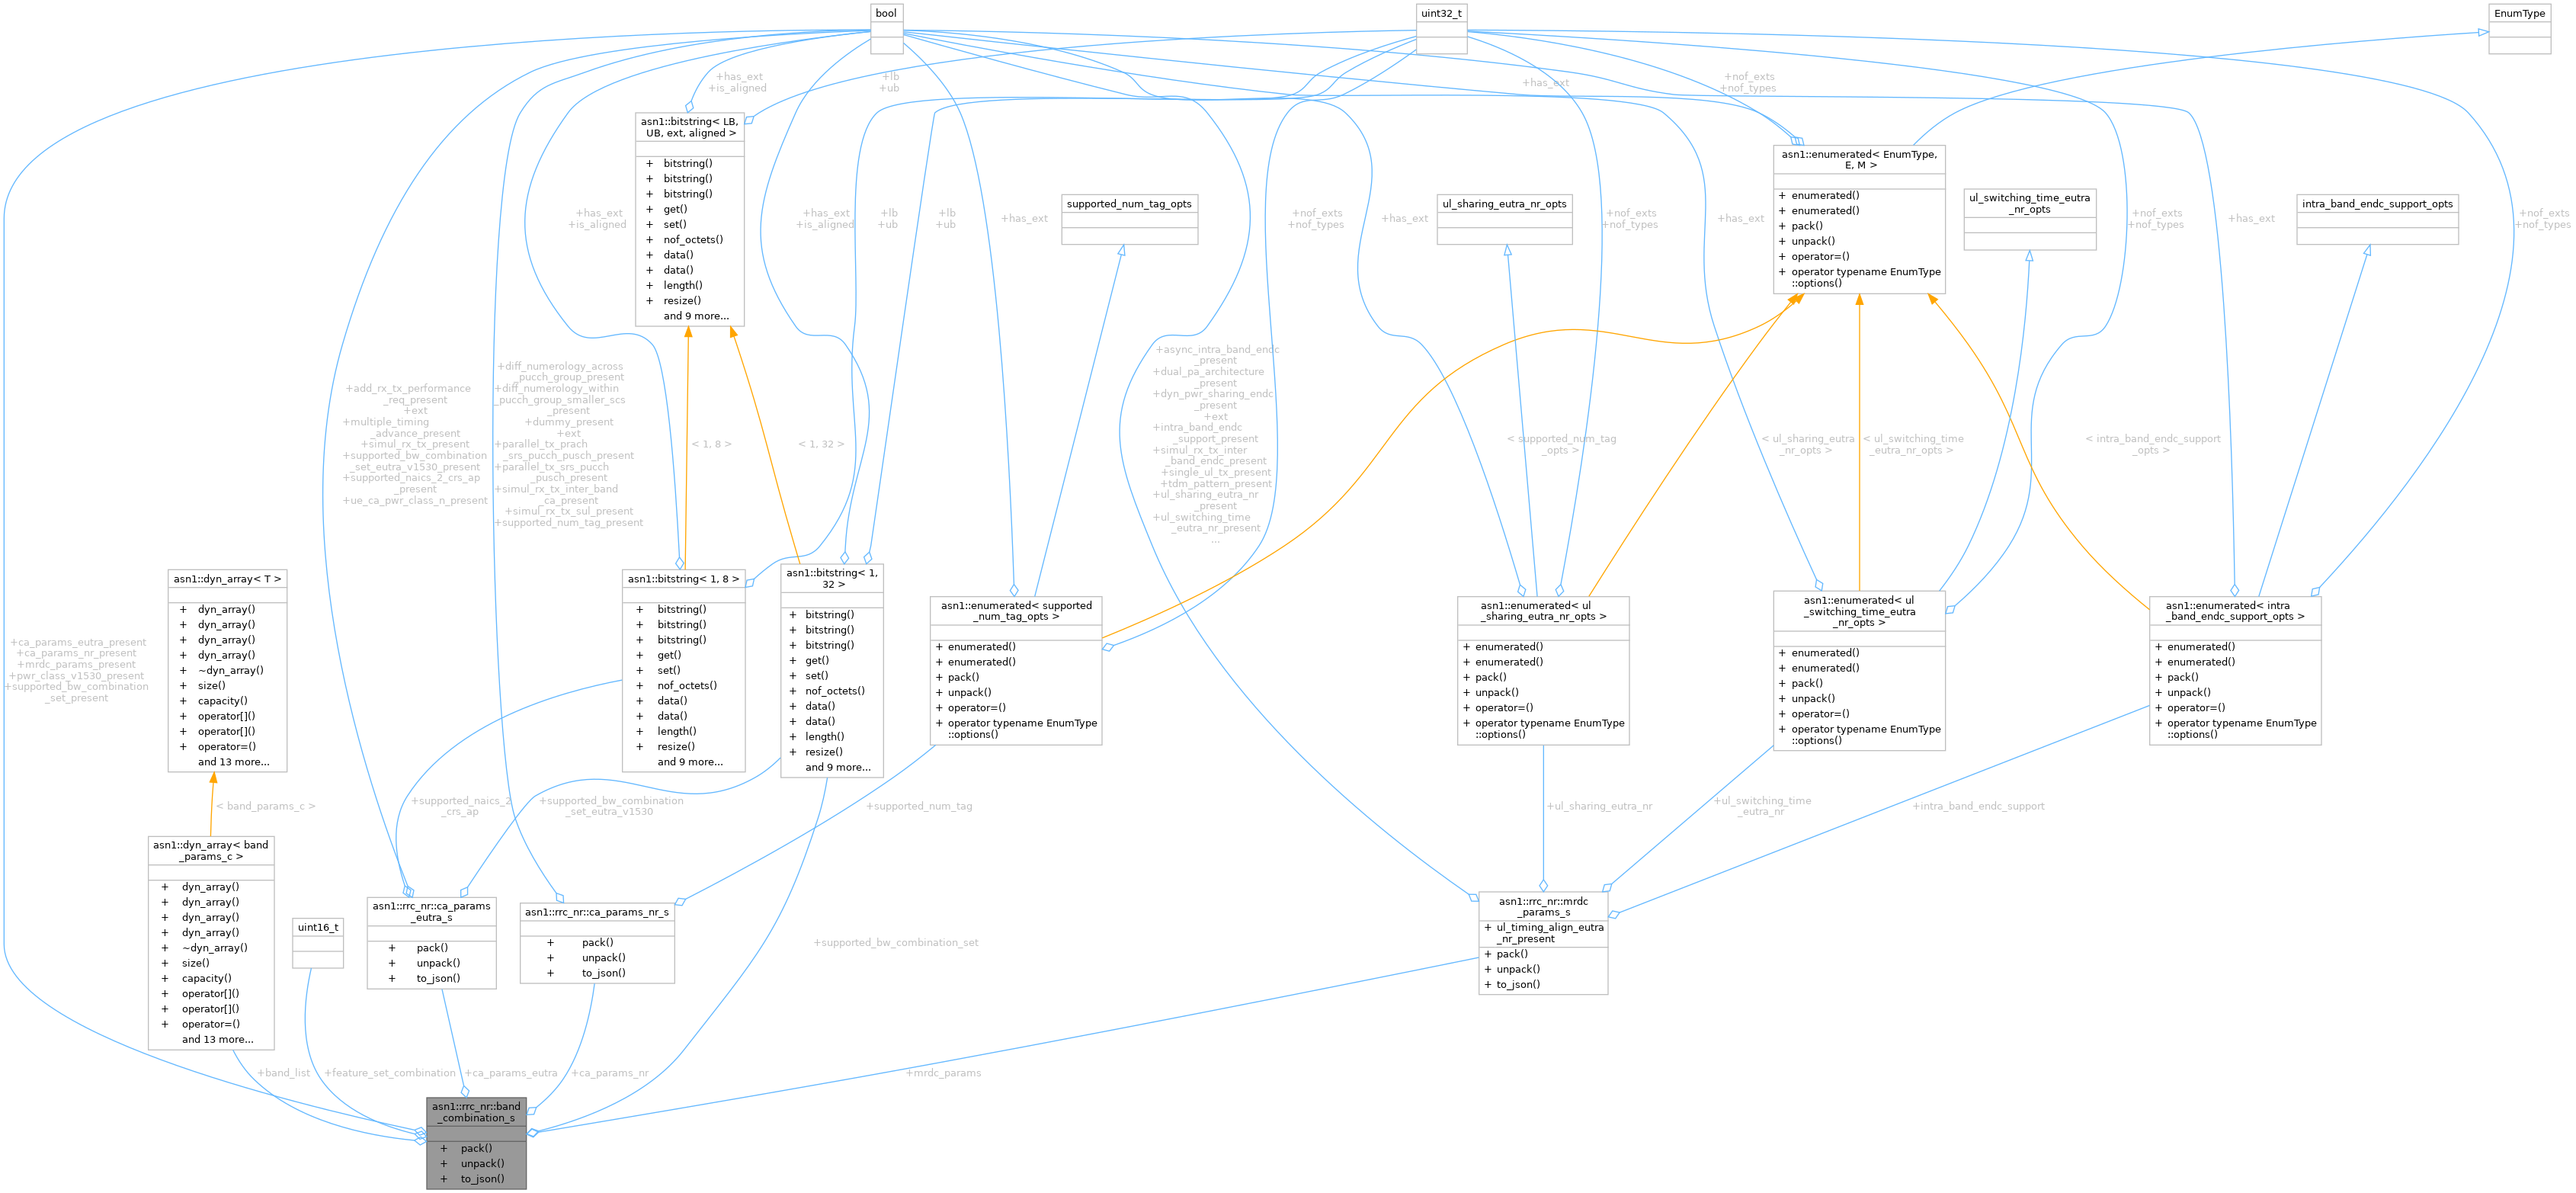 bool
uint32_t
EnumType
+has_ext
+is_aligned
+lb
+ub
+has_ext
+nof_exts
+nof_types
asn1::bitstring< LB,
UB, ext, aligned >
+ bitstring()
+ bitstring()
+ bitstring()
+ get()
+ set()
+ nof_octets()
+ data()
+ data()
+ length()
+ resize()
and 9 more...
asn1::enumerated< EnumType,
E, M >
+ enumerated()
+ enumerated()
+ pack()
+ unpack()
+ operator=()
+ operator typename EnumType
::options()
supported_num_tag_opts
ul_sharing_eutra_nr_opts
ul_switching_time_eutra
_nr_opts
intra_band_endc_support_opts
+has_ext
+is_aligned
+has_ext
+is_aligned
+lb
+ub
+lb
+ub
+has_ext
+nof_exts
+nof_types
+has_ext
+nof_exts
+nof_types
+has_ext
+nof_exts
+nof_types
+has_ext
+nof_exts
+nof_types
+add_rx_tx_performance
_req_present
+ext
+multiple_timing
_advance_present
+simul_rx_tx_present
+supported_bw_combination
_set_eutra_v1530_present
+supported_naics_2_crs_ap
_present
+ue_ca_pwr_class_n_present
+diff_numerology_across
_pucch_group_present
+diff_numerology_within
_pucch_group_smaller_scs
_present
+dummy_present
+ext
+parallel_tx_prach
_srs_pucch_pusch_present
+parallel_tx_srs_pucch
_pusch_present
+simul_rx_tx_inter_band
_ca_present
+simul_rx_tx_sul_present
+supported_num_tag_present
< 1, 8 >
< 1, 32 >
+async_intra_band_endc
_present
+dual_pa_architecture
_present
+dyn_pwr_sharing_endc
_present
+ext
+intra_band_endc
_support_present
+simul_rx_tx_inter
_band_endc_present
+single_ul_tx_present
+tdm_pattern_present
+ul_sharing_eutra_nr
_present
+ul_switching_time
_eutra_nr_present
...
< supported_num_tag
_opts >
< ul_sharing_eutra
_nr_opts >
< ul_switching_time
_eutra_nr_opts >
< intra_band_endc_support
_opts >
asn1::dyn_array< T >
+ dyn_array()
+ dyn_array()
+ dyn_array()
+ dyn_array()
+ ~dyn_array()
+ size()
+ capacity()
+ operator[]()
+ operator[]()
+ operator=()
and 13 more...
asn1::bitstring< 1, 8 >
+ bitstring()
+ bitstring()
+ bitstring()
+ get()
+ set()
+ nof_octets()
+ data()
+ data()
+ length()
+ resize()
and 9 more...
asn1::bitstring< 1,
32 >
+ bitstring()
+ bitstring()
+ bitstring()
+ get()
+ set()
+ nof_octets()
+ data()
+ data()
+ length()
+ resize()
and 9 more...
asn1::enumerated< supported
_num_tag_opts >
+ enumerated()
+ enumerated()
+ pack()
+ unpack()
+ operator=()
+ operator typename EnumType
::options()
asn1::enumerated< ul
_sharing_eutra_nr_opts >
+ enumerated()
+ enumerated()
+ pack()
+ unpack()
+ operator=()
+ operator typename EnumType
::options()
asn1::enumerated< ul
_switching_time_eutra
_nr_opts >
+ enumerated()
+ enumerated()
+ pack()
+ unpack()
+ operator=()
+ operator typename EnumType
::options()
asn1::enumerated< intra
_band_endc_support_opts >
+ enumerated()
+ enumerated()
+ pack()
+ unpack()
+ operator=()
+ operator typename EnumType
::options()
+ca_params_eutra_present
+ca_params_nr_present
+mrdc_params_present
+pwr_class_v1530_present
+supported_bw_combination
_set_present
< band_params_c >
+supported_naics_2
_crs_ap
+supported_bw_combination
_set_eutra_v1530
+supported_num_tag
+ul_sharing_eutra_nr
+ul_switching_time
_eutra_nr
+intra_band_endc_support
asn1::dyn_array< band
_params_c >
+ dyn_array()
+ dyn_array()
+ dyn_array()
+ dyn_array()
+ ~dyn_array()
+ size()
+ capacity()
+ operator[]()
+ operator[]()
+ operator=()
and 13 more...
uint16_t
asn1::rrc_nr::ca_params
_eutra_s
+ pack()
+ unpack()
+ to_json()
asn1::rrc_nr::ca_params_nr_s
+ pack()
+ unpack()
+ to_json()
+supported_bw_combination_set
asn1::rrc_nr::mrdc
_params_s
+ ul_timing_align_eutra
_nr_present
+ pack()
+ unpack()
+ to_json()
+band_list
+feature_set_combination
+ca_params_eutra
+ca_params_nr
+mrdc_params
asn1::rrc_nr::band
_combination_s
+ pack()
+ unpack()
+ to_json()